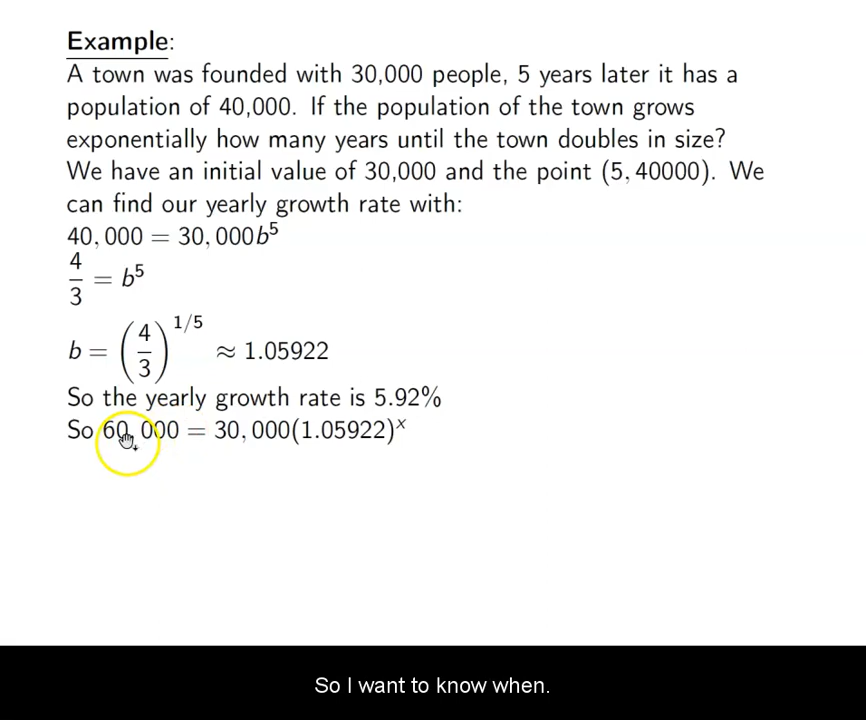 Example:
A town was founded with 30,000 people, 5 years later it has a
population of 40,000. If the population of the town grows
exponentially how many years until the town doubles in size?
We have an initial value of 30,000 and the point (5, 40000). We
can find our yearly growth rate with:
40, 000 = 30, 000b⁵
4/3 = b⁵
b = (4/3)^1/5 ≈ 1.05922
So the yearly growth rate is 5.92%
So 60, 000 = 30, 000(1.05922)ˣ
So I want to know when.